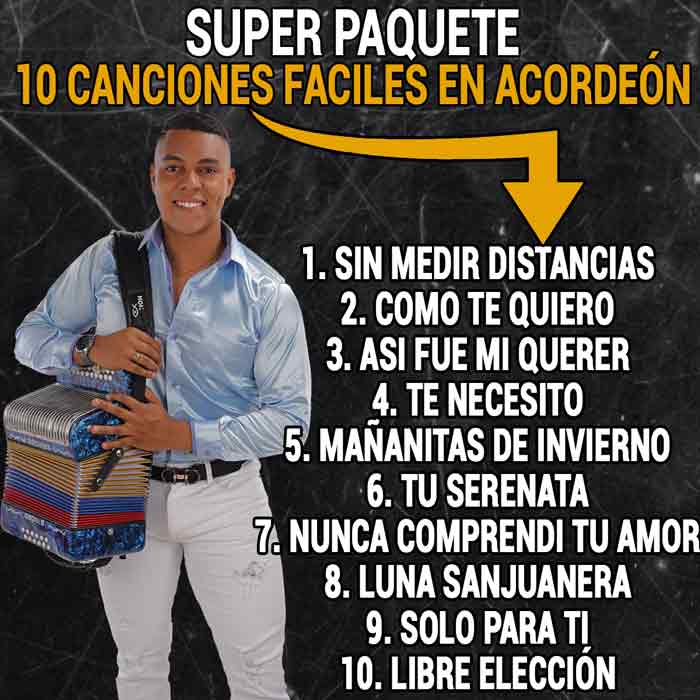 SUPER PAQUETE
10 CANCIONES FACILES EN ACORDEÓN
1. SIN MEDIR DISTANCIAS
2. COMO TE QUIERO
3. ASI FUE MI QUERER
4. TE NECESITO
5. MAÑANITAS DE INVIERNO
6. TU SERENATA
7. NUNCA COMPRENDI TU AMOR
8. LUNA SANJUANERA
9. SOLO PARA TI
10. LIBRE ELECCIÓN